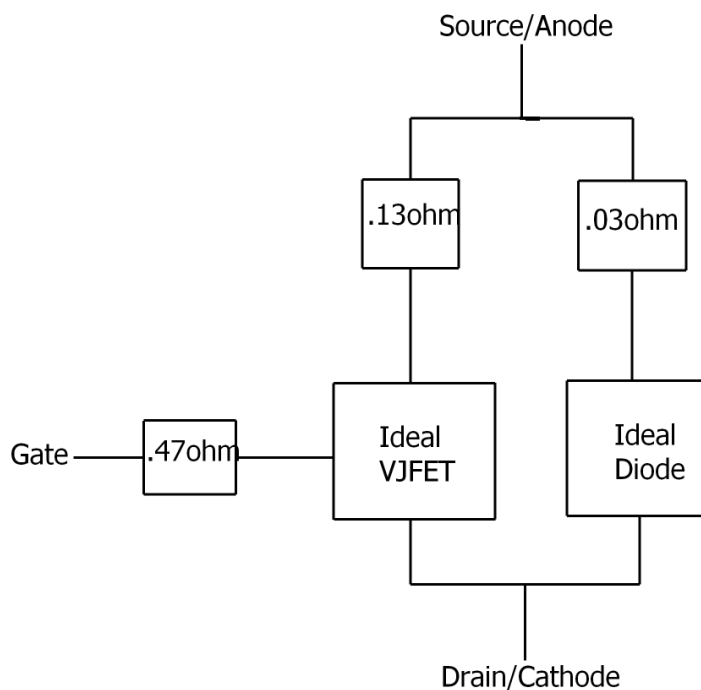 Source/Anode
.13ohm
.03ohm
Gate
.47ohm
Ideal
VJFET
Ideal
Diode
Drain/Cathode